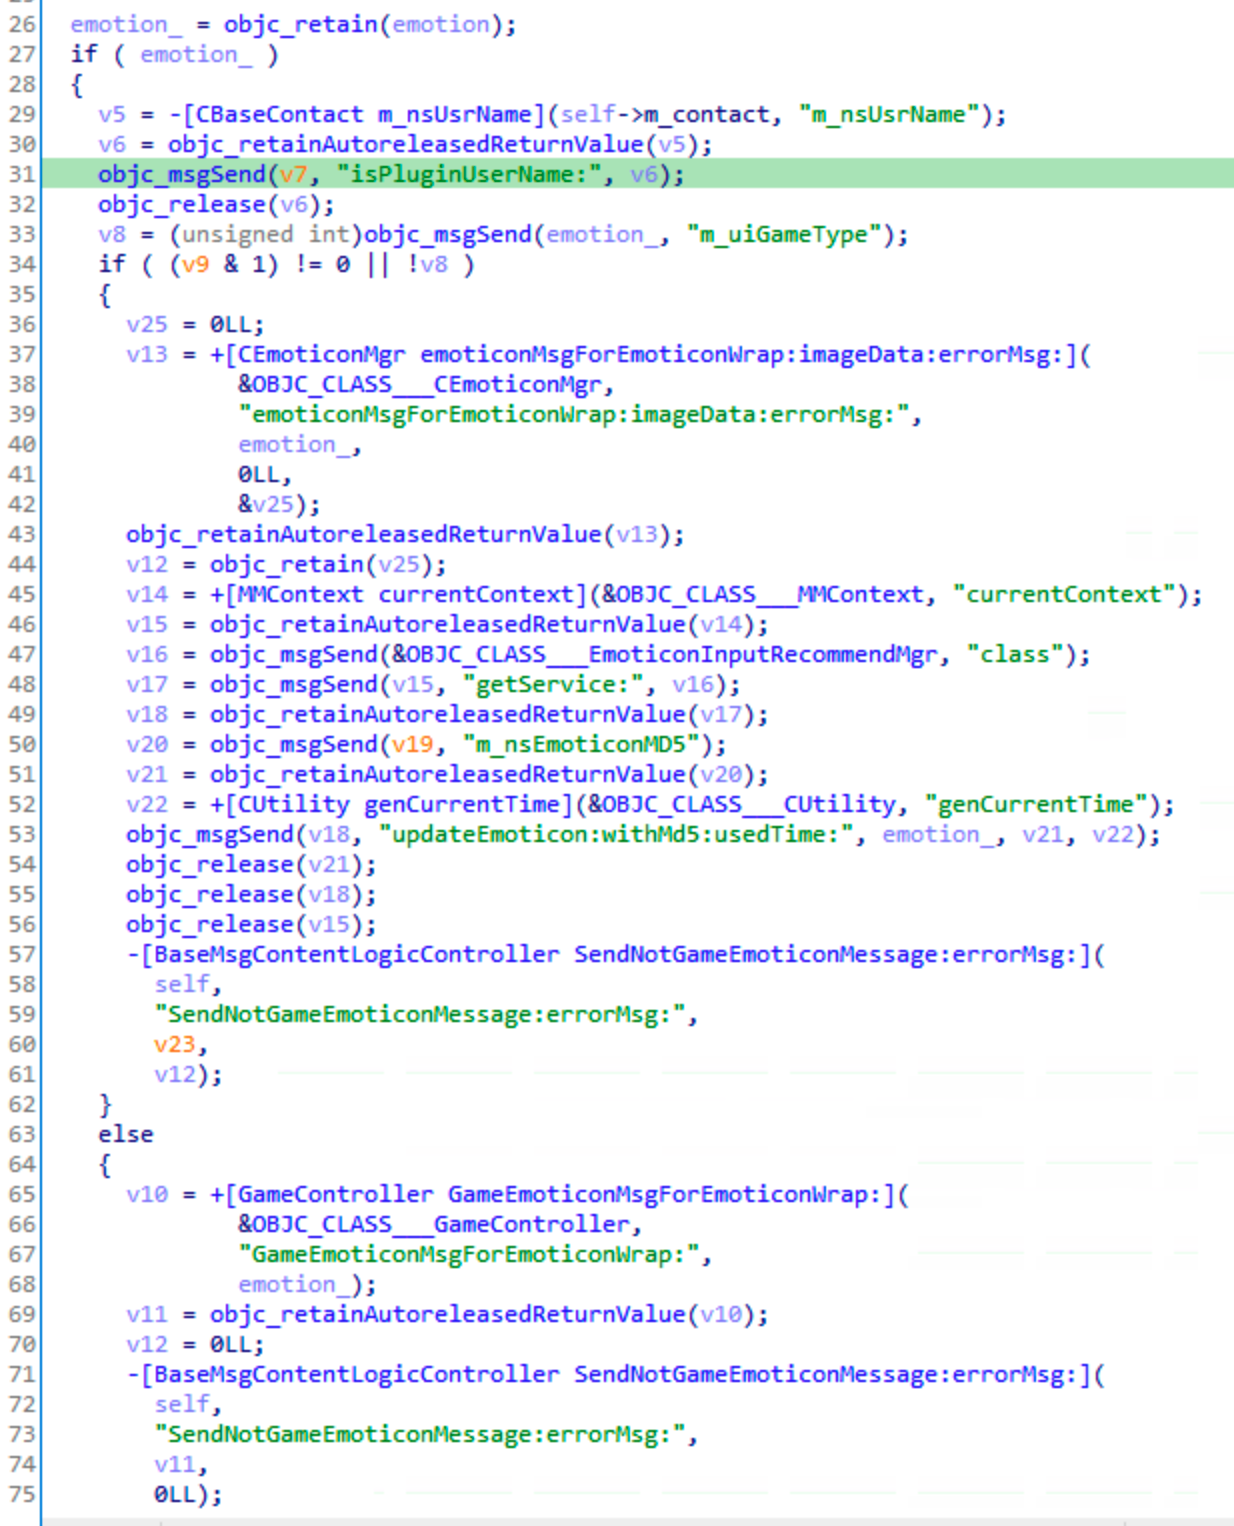 26 emotion_ = objc_retain(emotion);
27 if ( emotion_ )
28 {
29 v5 = -[CBaseContact m_nsUsrName](self->m_contact, "m_nsUsrName");
30 v6 = objc_retainAutoreleasedReturnValue(v5);
31 objc_msgSend(v7, "isPluginUserName:", v6);
32 objc_release(v6);
33 v8 = (unsigned int)objc_msgSend(emotion_, "m_uiGameType");
34 if ( (v9 & 1) != 0 || !v8 )
35 {
36 v25 = 0LL;
37 v13 = +[CEmoticonMgr emoticonMsgForEmoticonWrap:imageData:errorMsg:](
38 &OBJC_CLASS___CEmoticonMgr,
39 "emoticonMsgForEmoticonWrap:imageData:errorMsg:",
40 emotion_,
41 0LL,
42 &v25);
43 objc_retainAutoreleasedReturnValue(v13);
44 v12 = objc_retain(v25);
45 v14 = +[MMContext currentContext](&OBJC_CLASS___MMContext, "currentContext");
46 v15 = objc_retainAutoreleasedReturnValue(v14);
47 v16 = objc_msgSend(&OBJC_CLASS___EmoticonInputRecommendMgr, "class");
48 v17 = objc_msgSend(v15, "getService:", v16);
49 v18 = objc_retainAutoreleasedReturnValue(v17);
50 v20 = objc_msgSend(v19, "m_nsEmoticonMD5");
51 v21 = objc_retainAutoreleasedReturnValue(v20);
52 v22 = +[CUtility genCurrentTime](&OBJC_CLASS___CUtility, "genCurrentTime");
53 objc_msgSend(v18, "updateEmoticon:withMd5:usedTime:", emotion_, v21, v22);
54 objc_release(v21);
55 objc_release(v18);
56 objc_release(v15);
57 -[BaseMsgContentLogicController SendNotGameEmoticonMessage:errorMsg:](
58 self,
59 "SendNotGameEmoticonMessage:errorMsg:",
60 v23,
61 v12);
62 }
63 else
64 {
65 v10 = +[GameController GameEmoticonMsgForEmoticonWrap:](
66 &OBJC_CLASS___GameController,
67 "GameEmoticonMsgForEmoticonWrap:",
68 emotion_);
69 v11 = objc_retainAutoreleasedReturnValue(v10);
70 v12 = 0LL;
71 -[BaseMsgContentLogicController SendNotGameEmoticonMessage:errorMsg:](
72 self,
73 "SendNotGameEmoticonMessage:errorMsg:",
74 v11,
75 0LL);